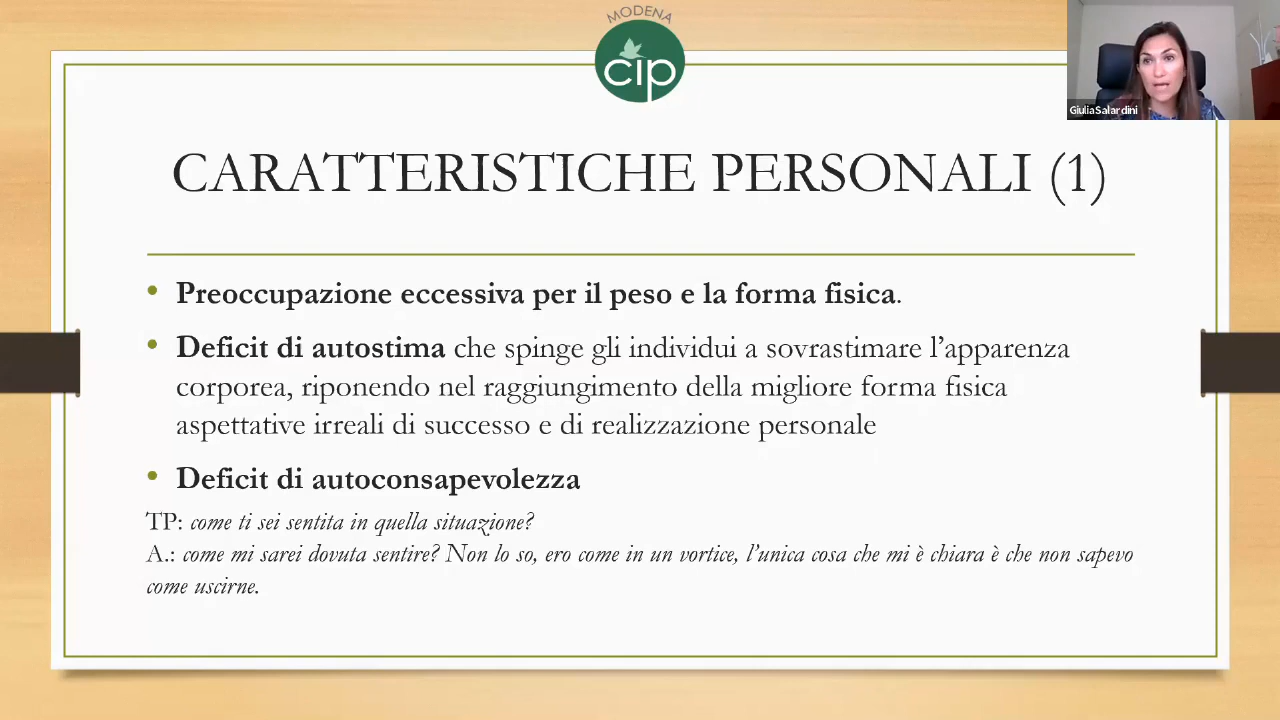 MODENA
cip
Giulia Salardini
CARATTERISTICHE PERSONALI (1)
• Preoccupazione eccessiva per il peso e la forma fisica.
• Deficit di autostima che spinge gli individui a sovrastimare l’apparenza
corporea, riponendo nel raggiungimento della migliore forma fisica
aspettative irreali di successo e di realizzazione personale
• Deficit di autoconsapevolezza
TP: come ti sei sentita in quella situazione?
A.: come mi sarei dovuta sentire? Non lo so, ero come in un vortice, l’unica cosa che mi è chiara è che non sapevo
come uscirne.